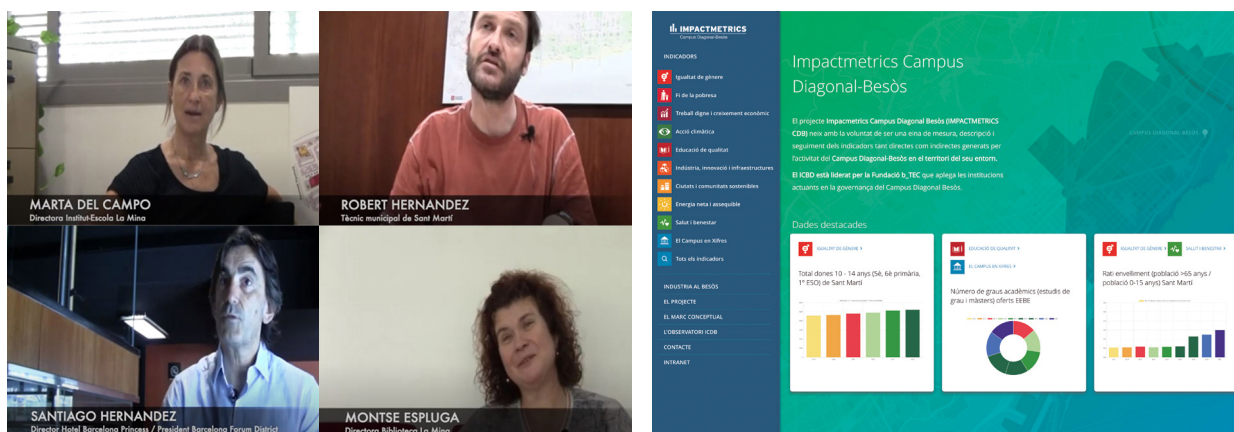 MARTA DEL CAMPO
Directora Institut-Escola La Mina
ROBERT HERNANDEZ
Tècnic municipal de Sant Martí
SANTIAGO HERNANDEZ
Director Hotel Barcelona Princess / President Barcelona Forum District
MONTSE ESPLUGA
Directora Biblioteca La Mina
IMPACTMETRICS
Campus Diagonal-Besòs
INDICADORS
Igualtat de gènere
Fi de la pobresa
Treball digne i creixement econòmic
Acció climàtica
Educació de qualitat
Indústria, innovació i infraestructures
Ciutats i comunitats sostenibles
Energia neta i assequible
Salut i benestar
El Campus en Xifres
Tots els indicadors
INDUSTRIA AL BESÒS
EL PROJECTE
EL MARC CONCEPTUAL
L'OBSERVATORI ICDB
CONTACTE
INTRANET
Impactmetrics Campus
Diagonal-Besòs
El projecte Impactmetrics Campus Diagonal Besòs (IMPACTMETRICS
CDB) neix amb la voluntat de ser una eina de mesura, descripció i
seguiment dels indicadors tant directes com indirectes generats per
l'activitat del Campus Diagonal-Besòs en el territori del seu entorn.
El ICBD està liderat per la Fundació b_TEC que aplega les institucions
actuants en la governança del Campus Diagonal Besòs.
CAMPUS DIAGONAL-BESÒS
Dades destacades
IGUALTAT DE GÈNERE >
Total dones 10 - 14 anys (5è, 6è primària,
1º ESO) de Sant Martí
EDUCACIÓ DE QUALITAT >
EL CAMPUS EN XIFRES >
Número de graus acadèmics (estudis de
grau i màsters) oferts EEBE
IGUALTAT DE GÈNERE > SALUT I BENESTAR >
Rati envelliment (població >65 anys /
població 0-15 anys) Sant Martí